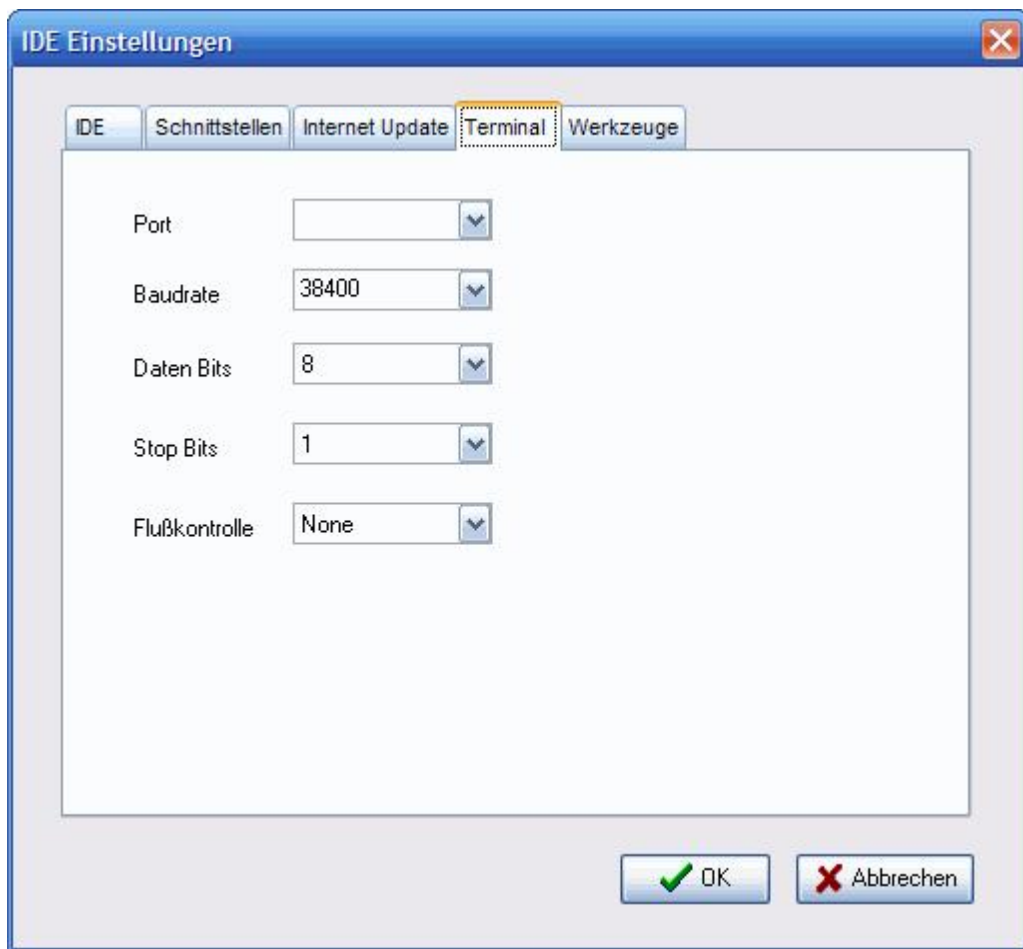 IDE Einstellungen
IDE Schnittstellen Internet Update Terminal Werkzeuge
Port
Baudrate 38400
Daten Bits 8
Stop Bits 1
Flußkontrolle None
OK Abbrechen